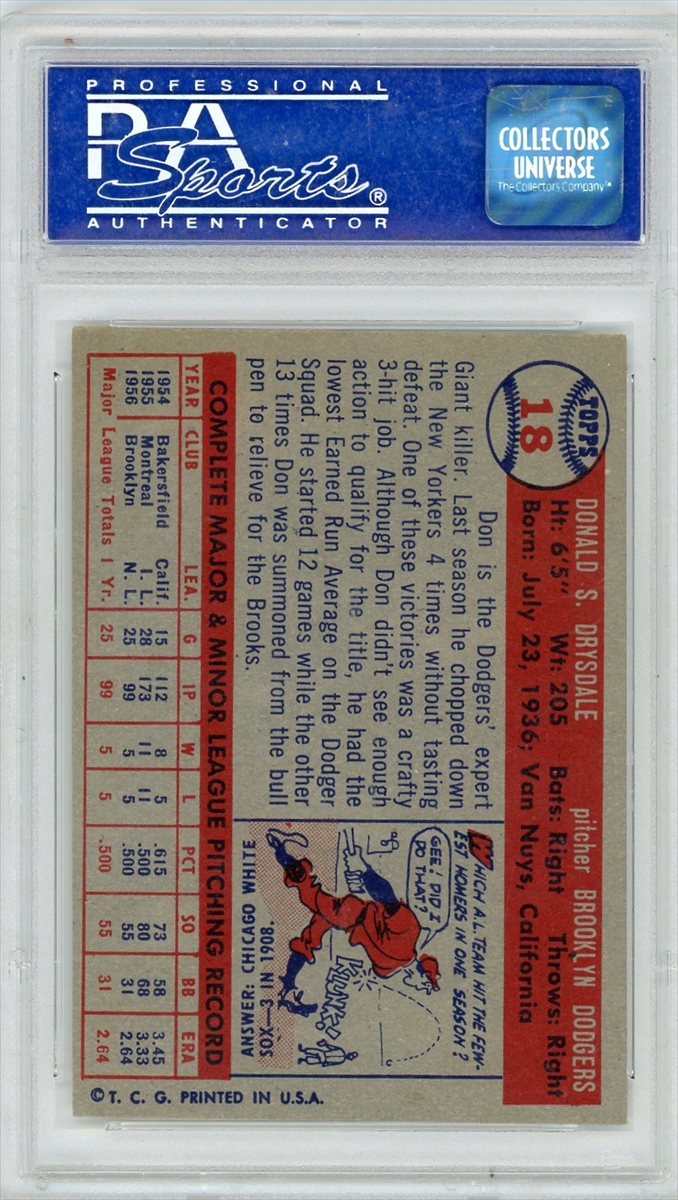 PROFESSIONAL
PSA
Sports®
AUTHENTICATOR
COLLECTORS
UNIVERSE
The Collectors Company™
TOPPS
18
DONALD S. DRYSDALE pitcher BROOKLYN DODGERS
Ht: 6'5" Wt: 205 Bats: Right Throws: Right
Born: July 23, 1936; Van Nuys, California
Don is the Dodgers' expert
Giant killer. Last season he chopped down
the New Yorkers 4 times without tasting
defeat. One of these victories was a crafty
3-hit job. Although Don didn't see enough
action to qualify for the title, he had the
lowest Earned Run Average on the Dodger
Squad. He started 12 games while the other
13 times Don was summoned from the bull
pen to relieve for the Brooks.
WHICH A.L. TEAM HIT THE FEW-
EST HOMERS IN ONE SEASON?
GEE! DID I
DO THAT?
KLUNK!
ANSWER: CHICAGO WHITE
SOX—3 IN 1908.
COMPLETE MAJOR & MINOR LEAGUE PITCHING RECORD
YEAR CLUB LEA. G IP W L PCT SO BB ERA
1954 Bakersfield Calif. 15 112 8 5 .615 73 58 3.45
1955 Montreal I. L. 28 173 11 11 .500 80 68 3.33
1956 Brooklyn N. L. 25 99 5 5 .500 55 31 2.64
Major League Totals 1 Yr. 25 99 5 5 .500 55 31 2.64
© T. C. G. PRINTED IN U.S.A.